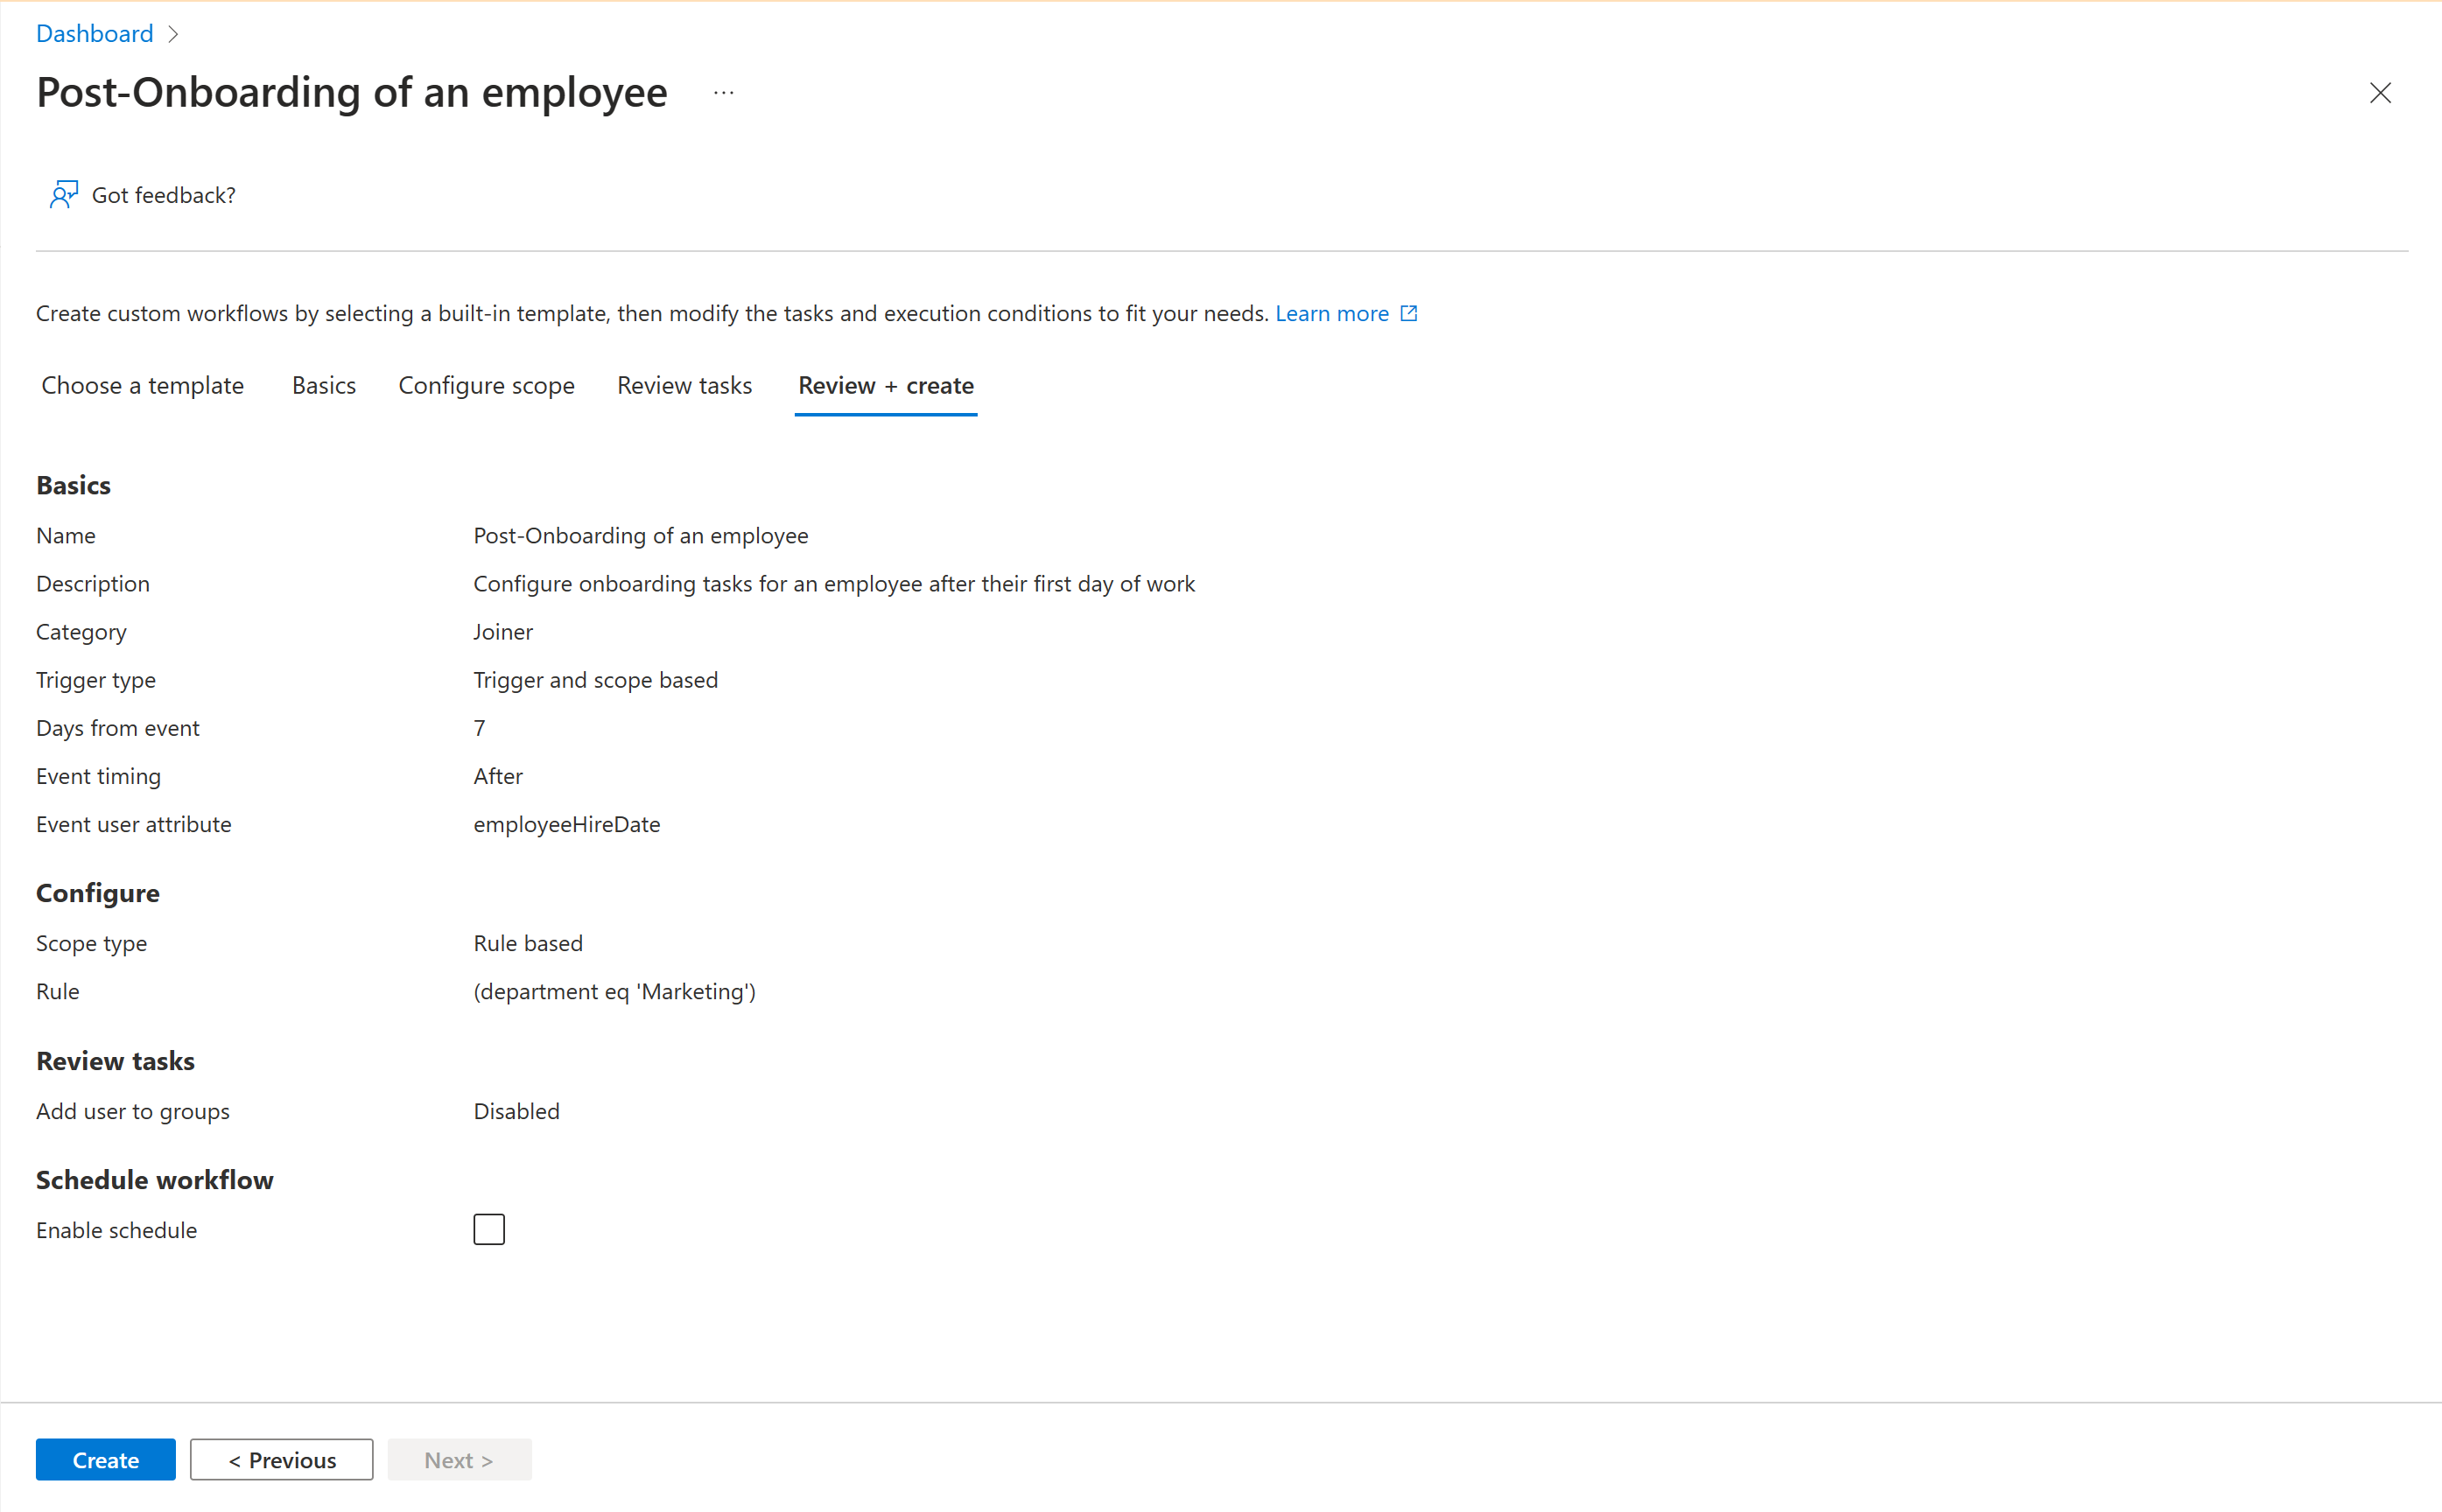 Dashboard >
Post-Onboarding of an employee ...
Got feedback?
Create custom workflows by selecting a built-in template, then modify the tasks and execution conditions to fit your needs. Learn more
Choose a template Basics Configure scope Review tasks Review + create
Basics
Name Post-Onboarding of an employee
Description Configure onboarding tasks for an employee after their first day of work
Category Joiner
Trigger type Trigger and scope based
Days from event 7
Event timing After
Event user attribute employeeHireDate
Configure
Scope type Rule based
Rule (department eq 'Marketing')
Review tasks
Add user to groups Disabled
Schedule workflow
Enable schedule
Create < Previous Next >